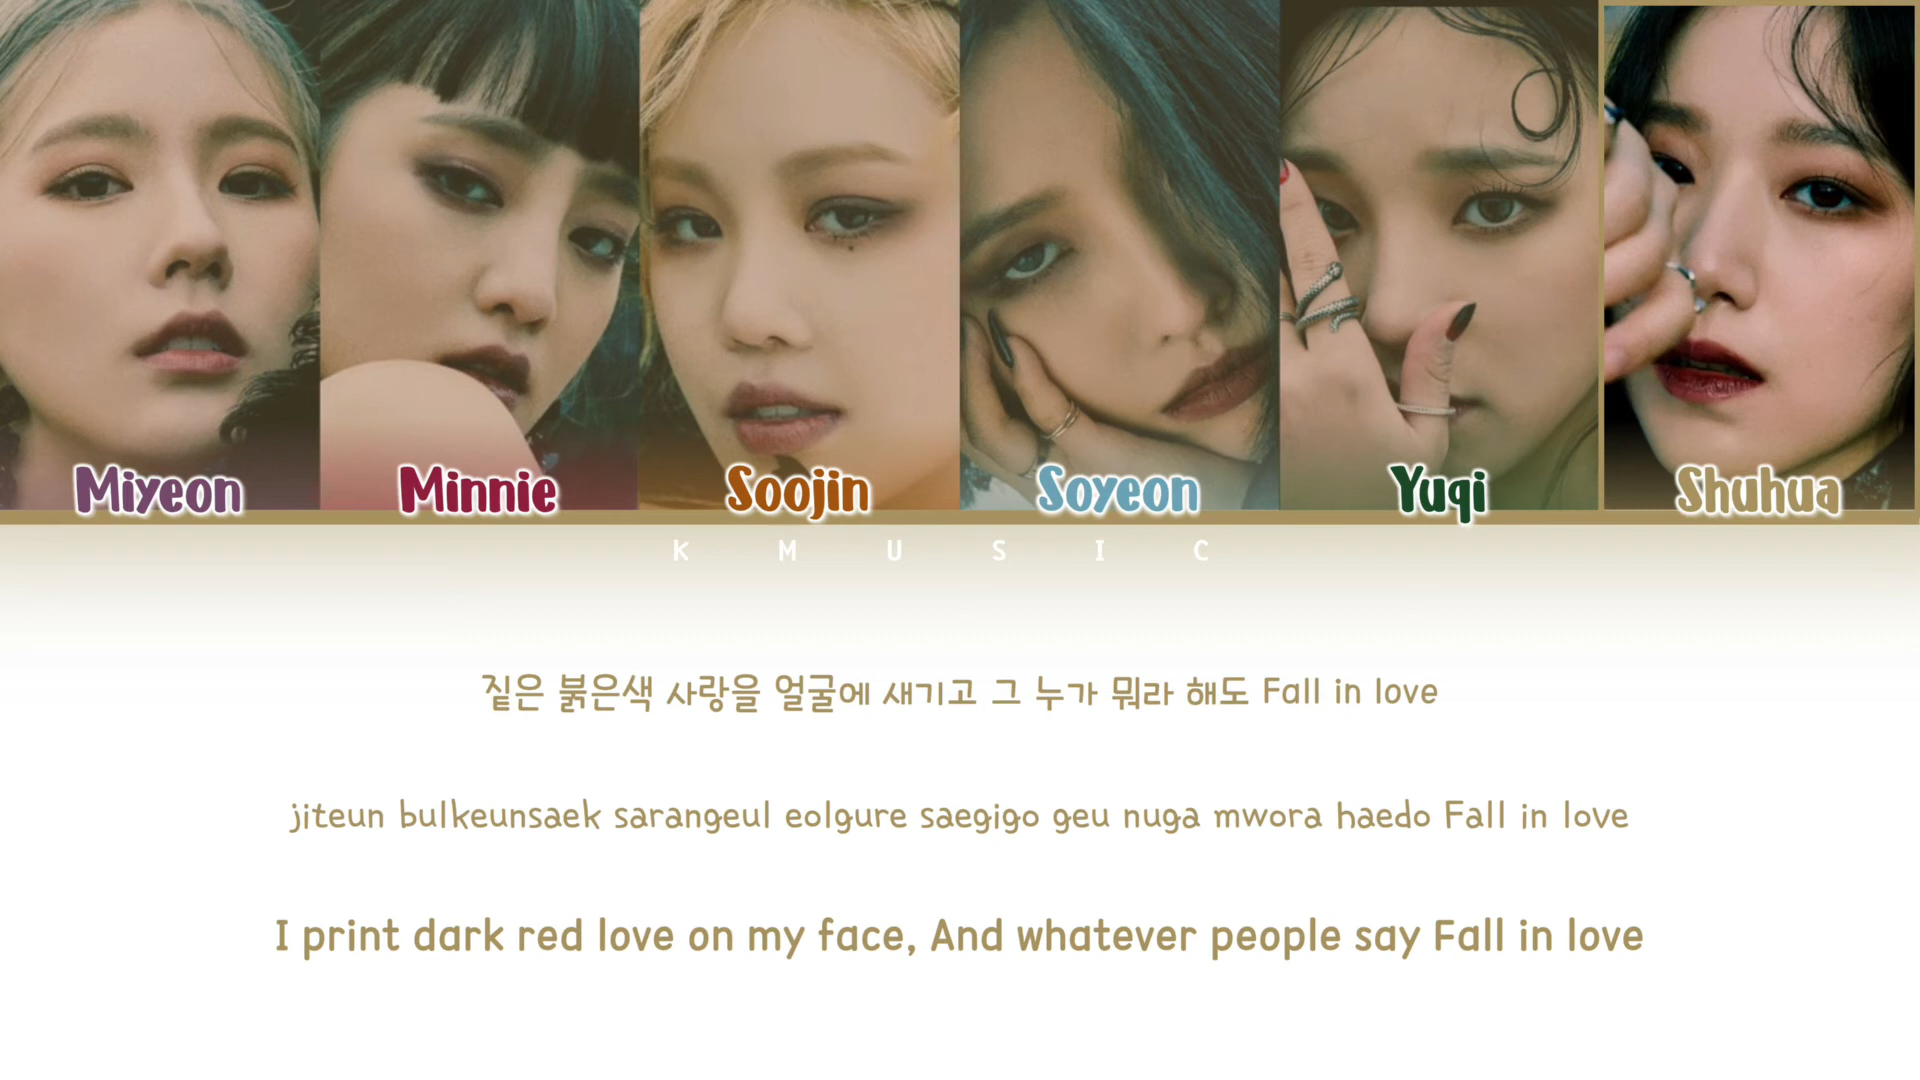 Miyeon Minnie Soojin Soyeon Yuqi Shuhua
K M U S I C
짙은 붉은색 사랑을 얼굴에 새기고 그 누가 뭐라 해도 Fall in love
jiteun bulkeunsaek sarangeul eolgure saegigo geu nuga mwora haedo Fall in love
I print dark red love on my face, And whatever people say Fall in love